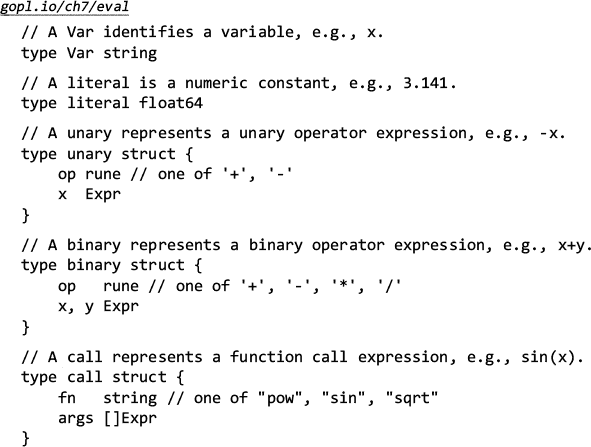 gopl.io/ch7/eval
// A Var identifies a variable, e.g., x.
type Var string
// A literal is a numeric constant, e.g., 3.141.
type literal float64
// A unary represents a unary operator expression, e.g., -x.
type unary struct {
    op rune // one of '+', '-'
    x  Expr
}
// A binary represents a binary operator expression, e.g., x+y.
type binary struct {
    op   rune // one of '+', '-', '*', '/'
    x, y Expr
}
// A call represents a function call expression, e.g., sin(x).
type call struct {
    fn   string // one of "pow", "sin", "sqrt"
    args []Expr
}